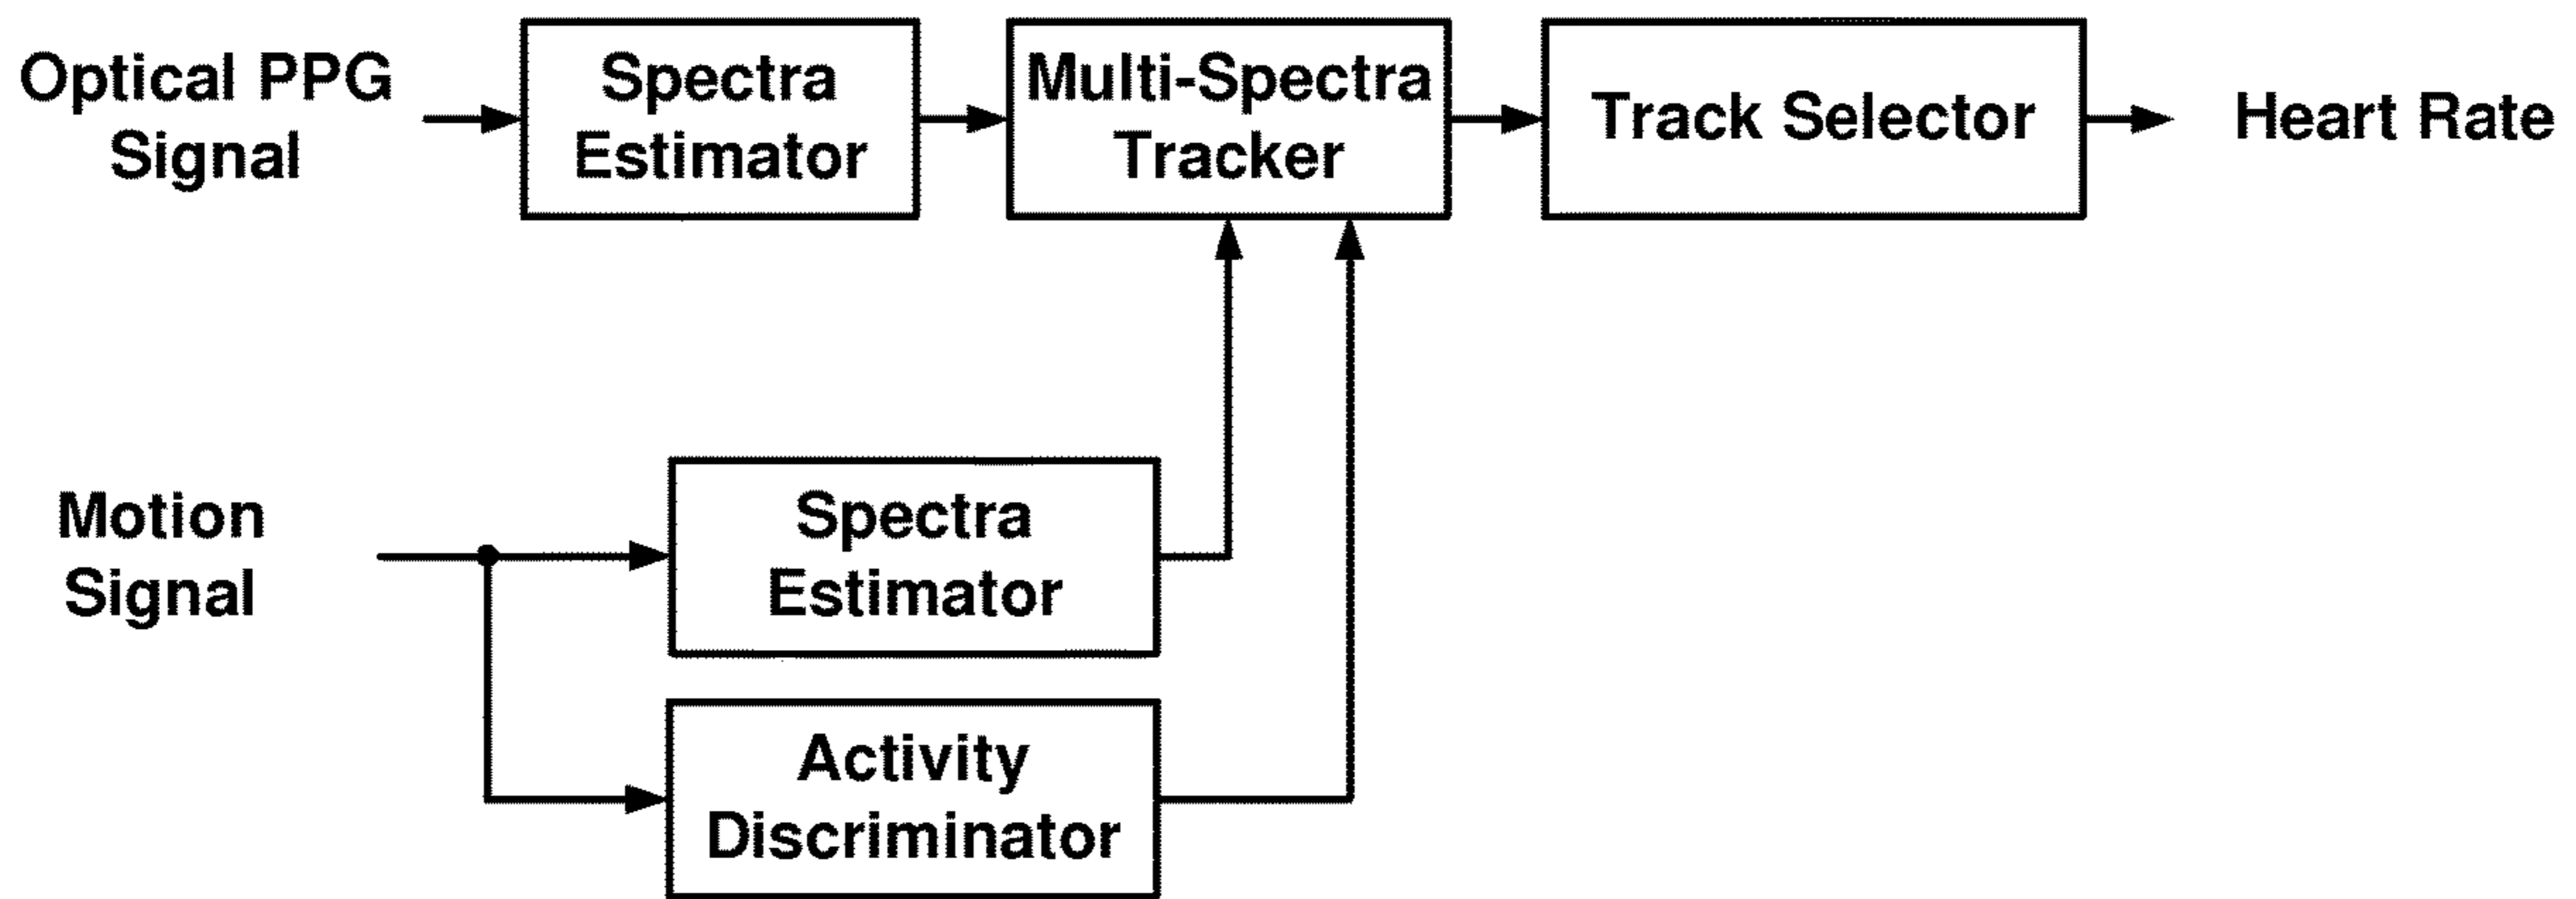 Optical PPG
Signal
Spectra
Estimator
Multi-Spectra
Tracker
Track Selector
Heart Rate
Motion
Signal
Spectra
Estimator
Activity
Discriminator